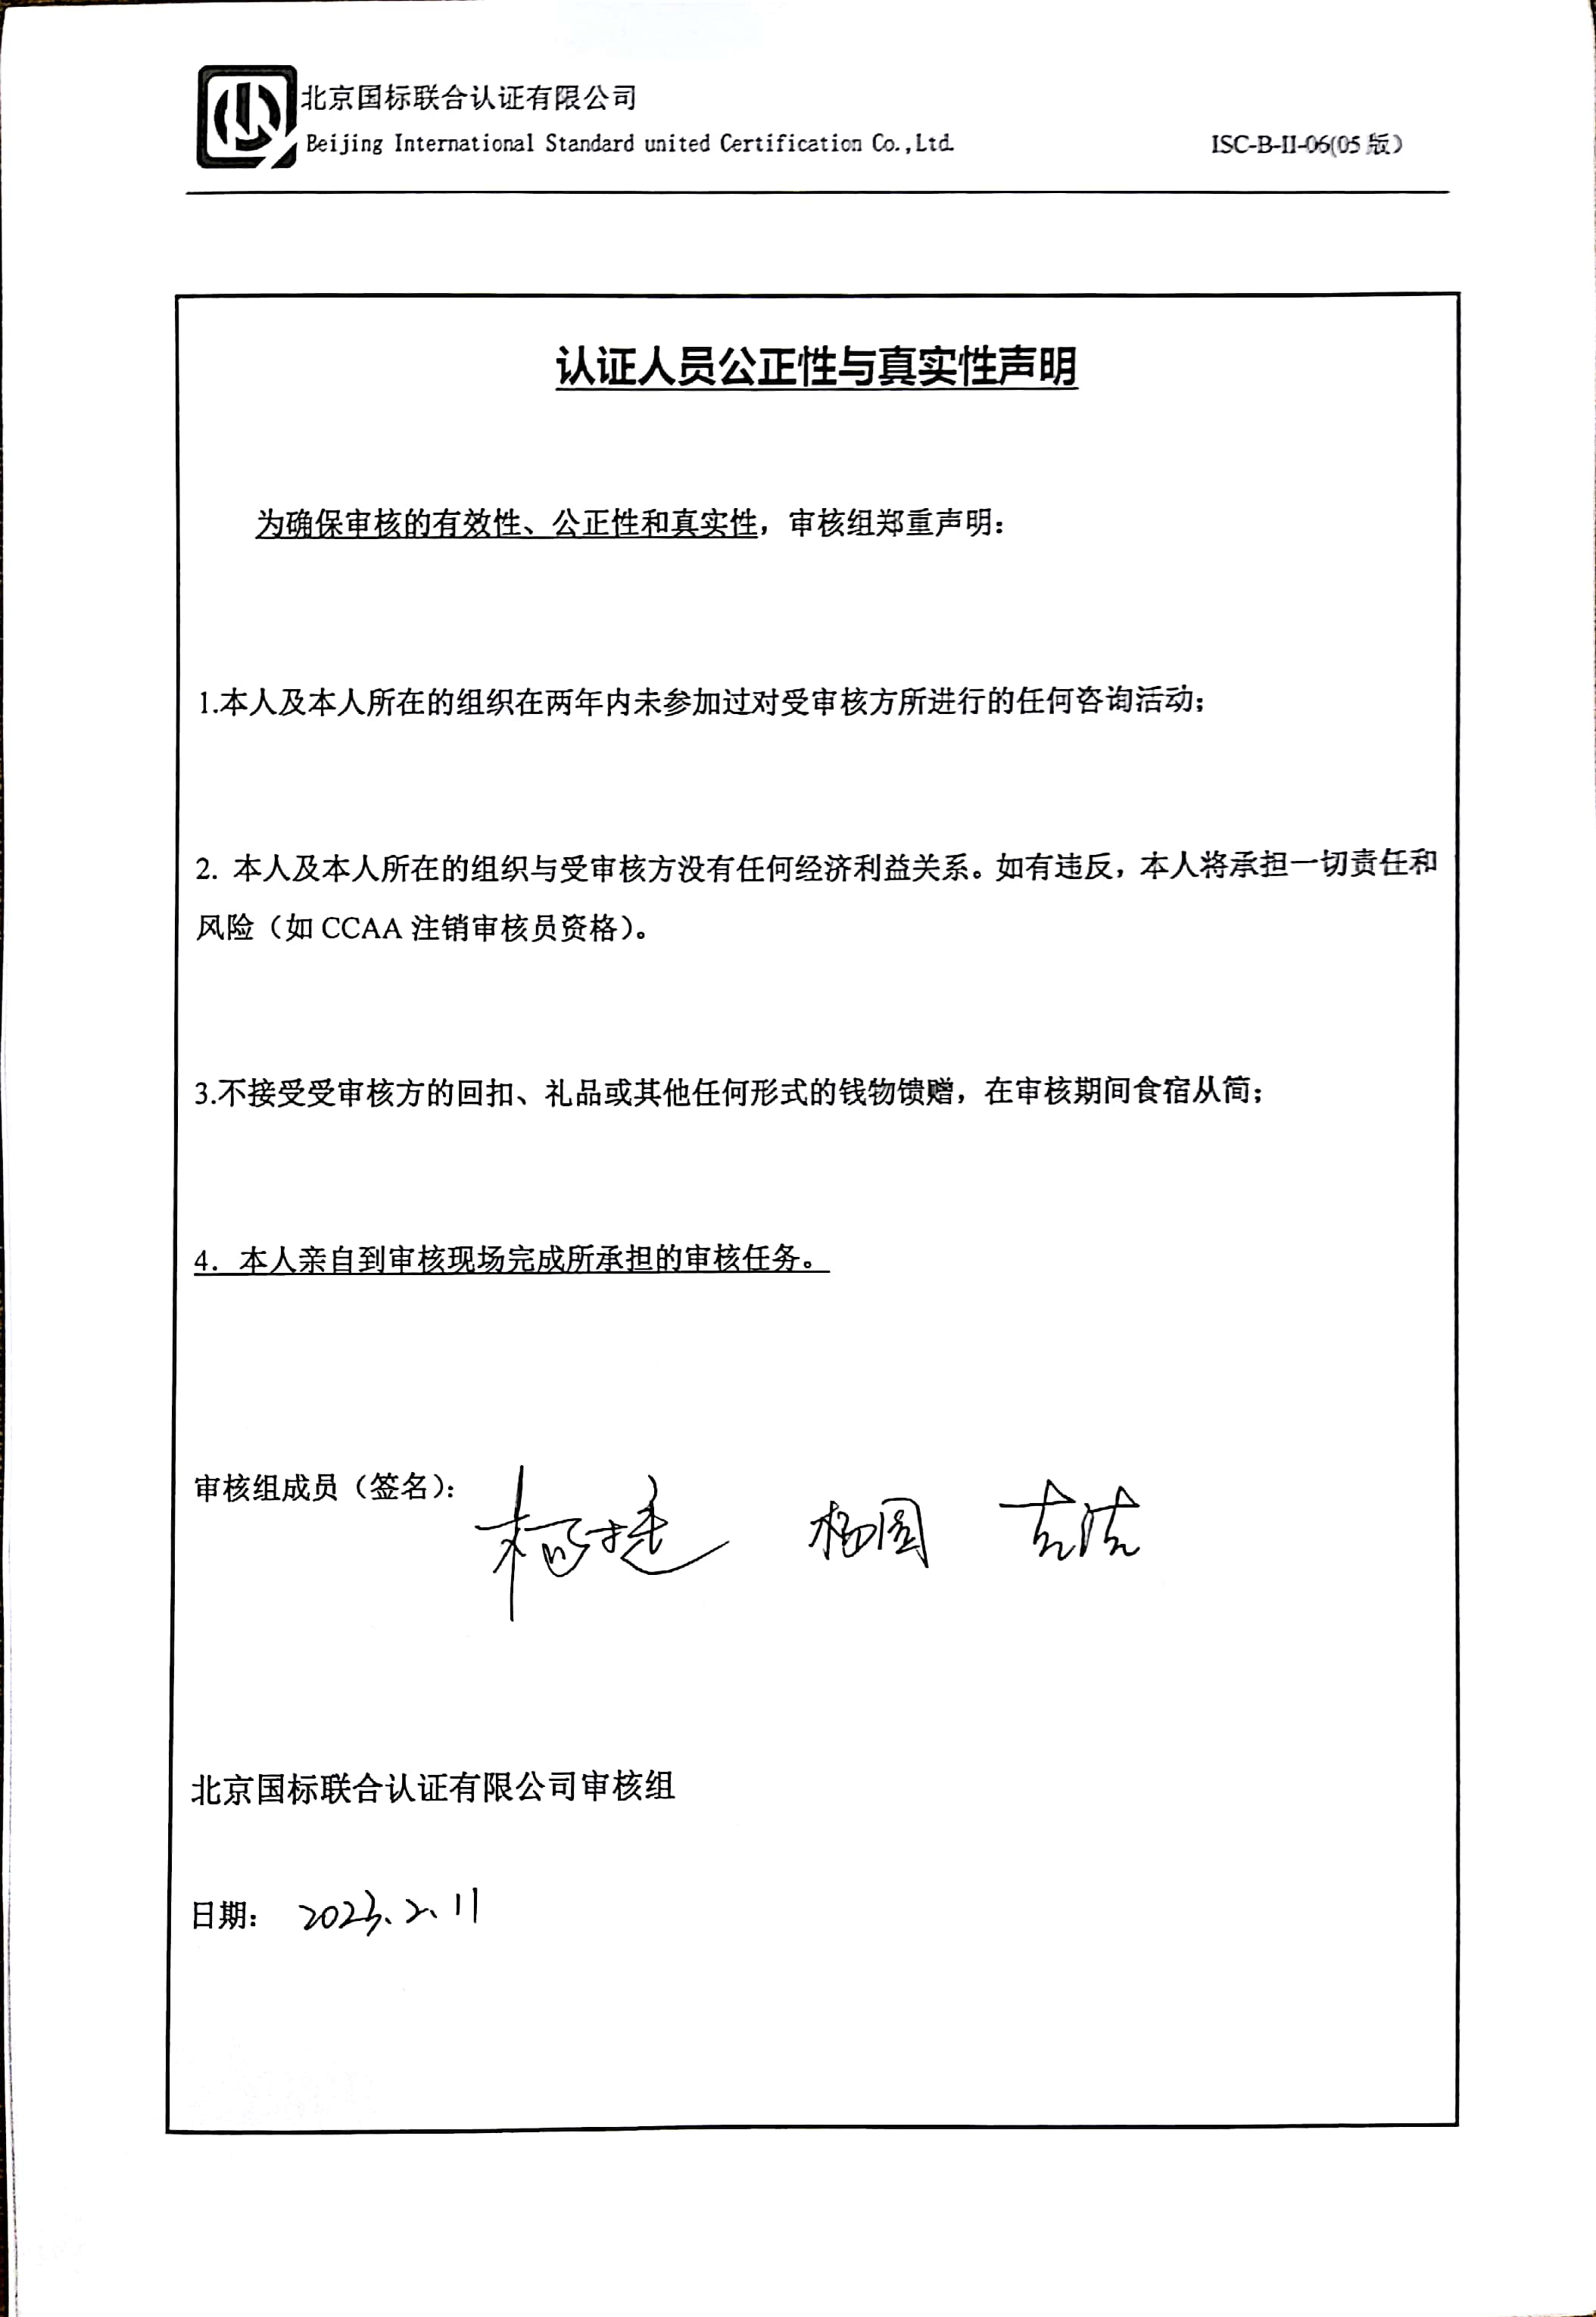 北京国标联合认证有限公司
Beijing International Standard united Certification Co.,Ltd.
ISC-B-II-06(05版）
认证人员公正性与真实性声明
为确保审核的有效性、公正性和真实性，审核组郑重声明：
1.本人及本人所在的组织在两年内未参加过对受审核方所进行的任何咨询活动；
2. 本人及本人所在的组织与受审核方没有任何经济利益关系。如有违反，本人将承担一切责任和
风险（如 CCAA 注销审核员资格）。
3.不接受受审核方的回扣、礼品或其他任何形式的钱物馈赠，在审核期间食宿从简；
4. 本人亲自到审核现场完成所承担的审核任务。
审核组成员（签名）： 杨捷 杨圆 吉洁
北京国标联合认证有限公司审核组
日期： 2023、2、11